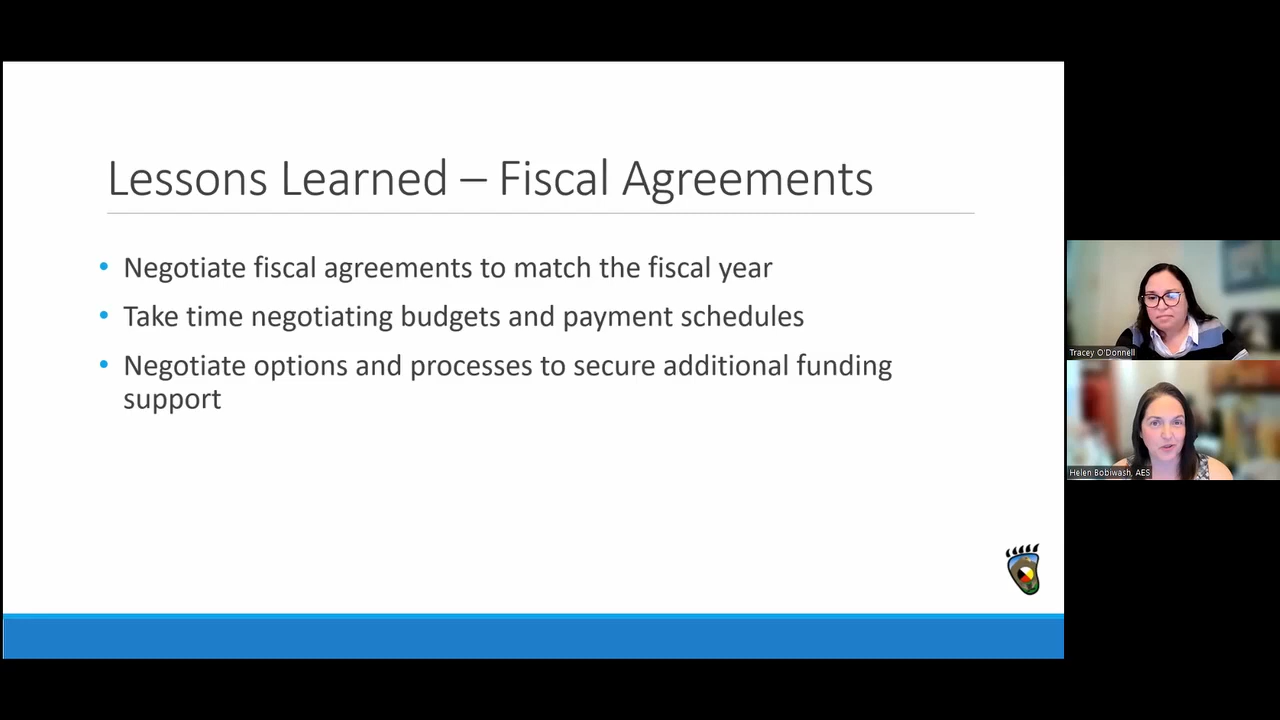 Lessons Learned – Fiscal Agreements
• Negotiate fiscal agreements to match the fiscal year
• Take time negotiating budgets and payment schedules
• Negotiate options and processes to secure additional funding
support
Tracey O'Donnell
Helen Bobiwash, AES